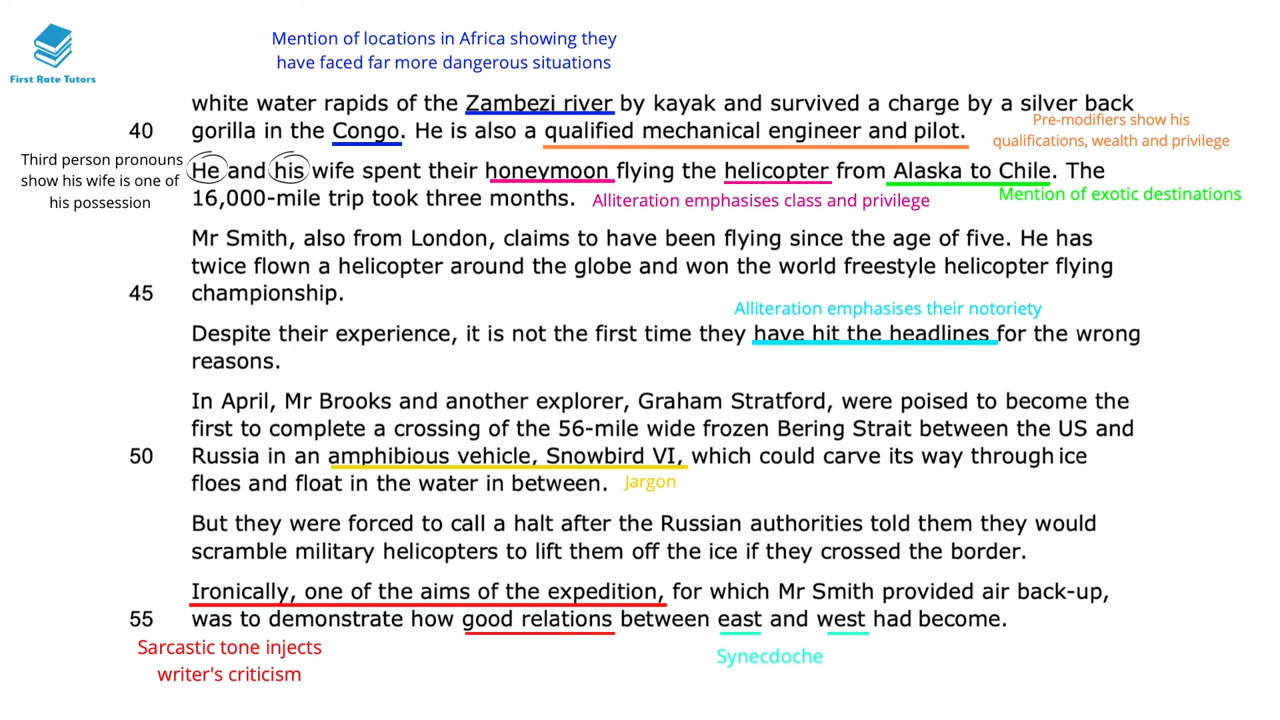 Mention of locations in Africa showing they
have faced far more dangerous situations
First Rate Tutors
white water rapids of the Zambezi river by kayak and survived a charge by a silver back
40 gorilla in the Congo. He is also a qualified mechanical engineer and pilot.
Pre-modifiers show his
qualifications, wealth and privilege
Third person pronouns
show his wife is one of
his possession
He and his wife spent their honeymoon flying the helicopter from Alaska to Chile. The
16,000-mile trip took three months.
Alliteration emphasises class and privilege
Mention of exotic destinations
Mr Smith, also from London, claims to have been flying since the age of five. He has
twice flown a helicopter around the globe and won the world freestyle helicopter flying
45 championship.
Alliteration emphasises their notoriety
Despite their experience, it is not the first time they have hit the headlines for the wrong
reasons.
In April, Mr Brooks and another explorer, Graham Stratford, were poised to become the
first to complete a crossing of the 56-mile wide frozen Bering Strait between the US and
50 Russia in an amphibious vehicle, Snowbird VI, which could carve its way through ice
floes and float in the water in between.
Jargon
But they were forced to call a halt after the Russian authorities told them they would
scramble military helicopters to lift them off the ice if they crossed the border.
Ironically, one of the aims of the expedition, for which Mr Smith provided air back-up,
55 was to demonstrate how good relations between east and west had become.
Sarcastic tone injects
writer's criticism
Synecdoche